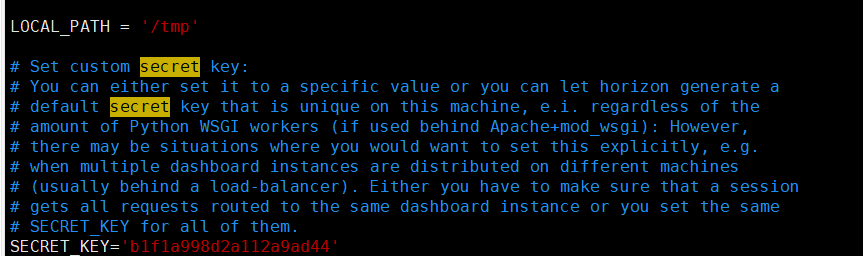 LOCAL_PATH = '/tmp'
# Set custom secret key:
# You can either set it to a specific value or you can let horizon generate a
# default secret key that is unique on this machine, e.i. regardless of the
# amount of Python WSGI workers (if used behind Apache+mod_wsgi): However,
# there may be situations where you would want to set this explicitly, e.g.
# when multiple dashboard instances are distributed on different machines
# (usually behind a load-balancer). Either you have to make sure that a session
# gets all requests routed to the same dashboard instance or you set the same
# SECRET_KEY for all of them.
SECRET_KEY='b1f1a998d2a112a9ad44'